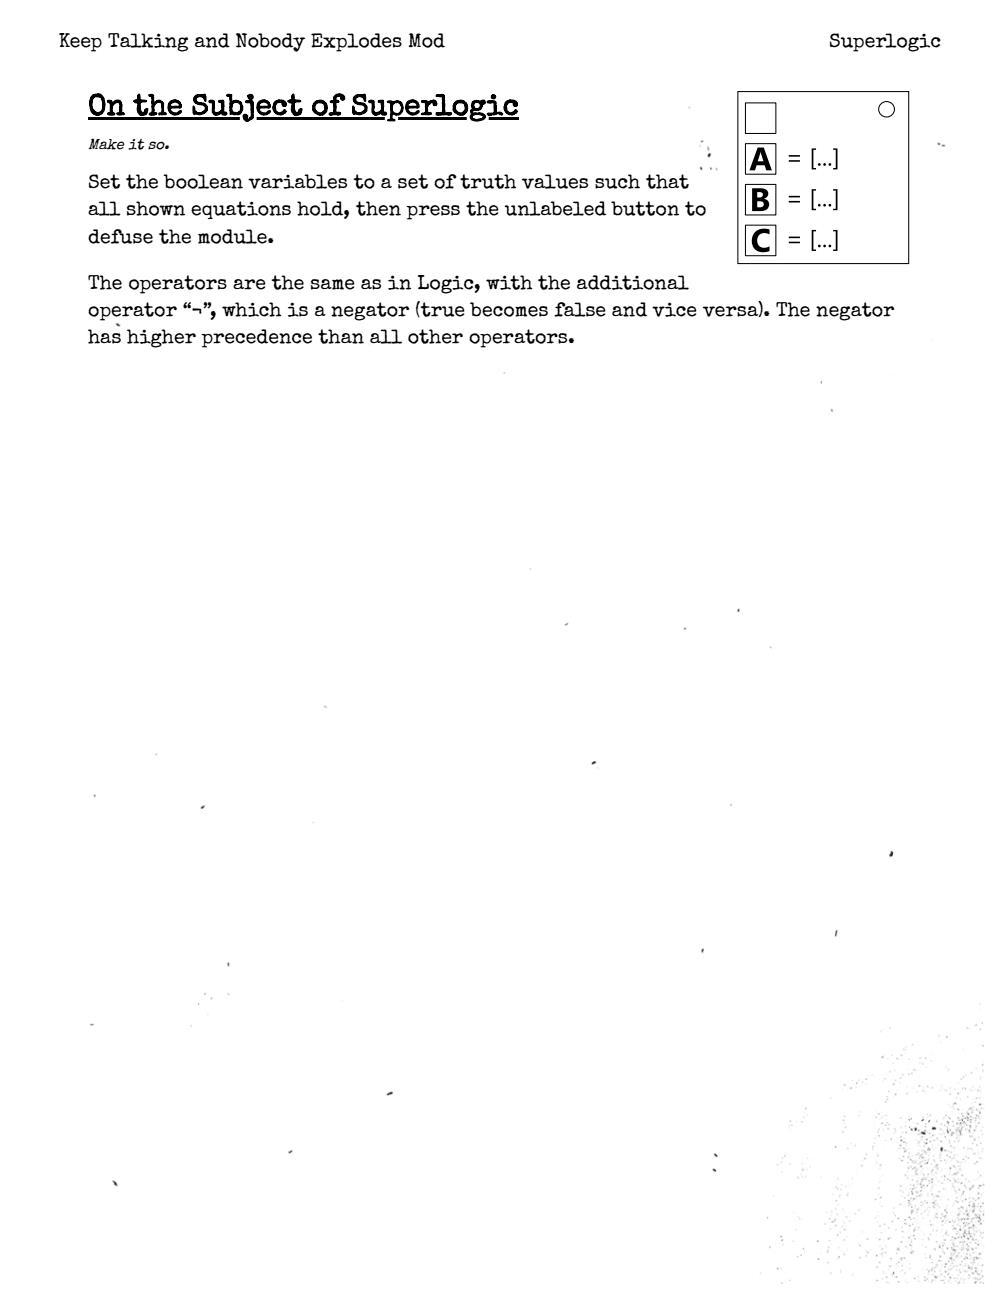 Keep Talking and Nobody Explodes Mod
Superlogic
On the Subject of Superlogic
Make it so.
Set the boolean variables to a set of truth values such that
all shown equations hold, then press the unlabeled button to
defuse the module.
The operators are the same as in Logic, with the additional
operator “¬”, which is a negator (true becomes false and vice versa). The negator
has higher precedence than all other operators.
A = [...]
B = [...]
C = [...]